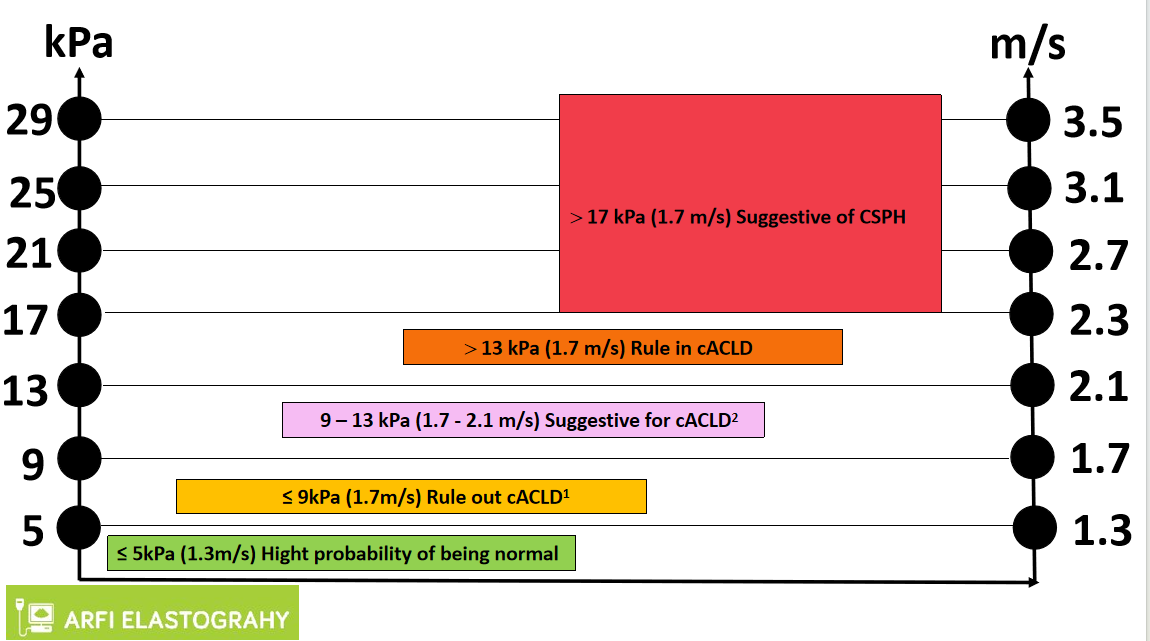 kPa
m/s
29
3.5
25
3.1
> 17 kPa (1.7 m/s) Suggestive of CSPH
21
2.7
17
2.3
> 13 kPa (1.7 m/s) Rule in cACLD
13
2.1
9 – 13 kPa (1.7 - 2.1 m/s) Suggestive for cACLD²
9
1.7
≤ 9kPa (1.7m/s) Rule out cACLD¹
5
1.3
≤ 5kPa (1.3m/s) Hight probability of being normal
ARFI ELASTOGRAHY